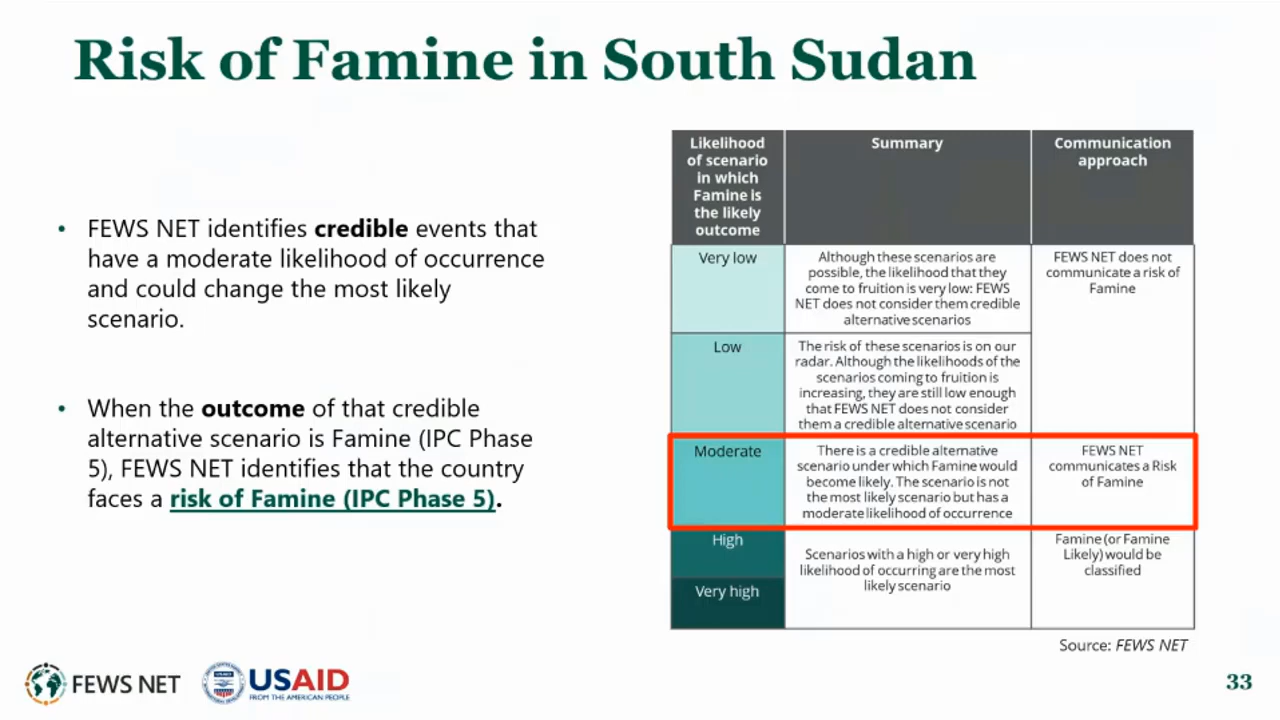 Risk of Famine in South Sudan
• FEWS NET identifies credible events that
have a moderate likelihood of occurrence
and could change the most likely
scenario.
• When the outcome of that credible
alternative scenario is Famine (IPC Phase
5), FEWS NET identifies that the country
faces a risk of Famine (IPC Phase 5).
Likelihood
of scenario
in which
Famine is
the likely
outcome
Summary
Communication
approach
Very low
Although these scenarios are
possible, the likelihood that they
come to fruition is very low: FEWS
NET does not consider them credible
alternative scenarios
FEWS NET does not
communicate a risk of
Famine
Low
The risk of these scenarios is on our
radar. Although the likelihoods of the
scenarios coming to fruition is
increasing, they are still low enough
that FEWS NET does not consider
them a credible alternative scenario
Moderate
There is a credible alternative
scenario under which Famine would
become likely. The scenario is not
the most likely scenario but has a
moderate likelihood of occurrence
FEWS NET
communicates a Risk
of Famine
High
Very high
Scenarios with a high or very high
likelihood of occurring are the most
likely scenario
Famine (or Famine
Likely) would be
classified
Source: FEWS NET
FEWS NET
USAID
FROM THE AMERICAN PEOPLE
33